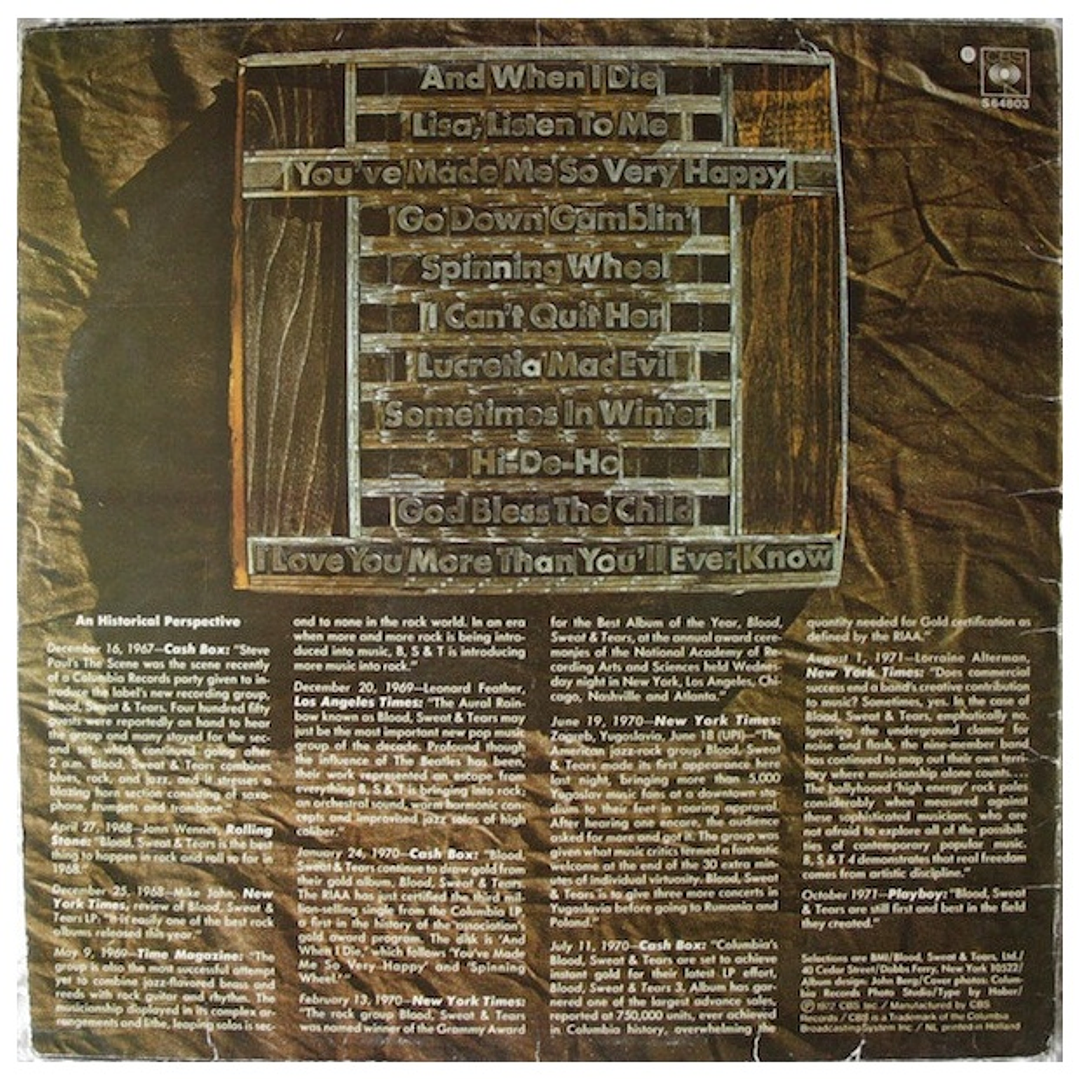 And When I Die
Lisa, Listen To Me
You've Made Me So Very Happy
Go Down Gamblin'
Spinning Wheel
I Can't Quit Her
Lucretia Mac Evil
Sometimes In Winter
Hi-De-Ho
God Bless The Child
I Love You More Than You'll Ever Know
CBS
S 64803
An Historical Perspective
December 16, 1967—Cash Box: "Steve
Paul's The Scene was the scene recently
of a Columbia Records party given to in-
troduce the label's new recording group,
Blood, Sweat & Tears. Four hundred fifty
guests were reportedly on hand to hear
the group and many stayed for the sec-
ond set, which continued going after
2 a.m. Blood, Sweat & Tears combines
blues, rock, and jazz, and it stresses a
blazing horn section consisting of saxo-
phone, trumpets and trombone."
April 27, 1968—Jann Wenner, Rolling
Stone: "Blood, Sweat & Tears is the best
thing to happen in rock and roll so far in
1968."
December 25, 1968—Mike Jahn, New
York Times, review of Blood, Sweat &
Tears LP: "It is easily one of the best rock
albums released this year."
May 9, 1969—Time Magazine: "The
group is also the most successful attempt
yet to combine jazz-flavored brass and
reeds with rock guitar and rhythm. The
musicianship displayed in its complex ar-
rangements and lithe, leaping solos is sec-
ond to none in the rock world. In an era
when more and more rock is being intro-
duced into music, B, S & T is introducing
more music into rock."
December 20, 1969—Leonard Feather,
Los Angeles Times: "The Aural Rain-
bow known as Blood, Sweat & Tears may
just be the most important new pop music
group of the decade. Profound though
the influence of The Beatles has been,
their work represented an escape from
everything B, S & T is bringing into rock;
an orchestral sound, warm harmonic con-
cepts and improvised jazz solos of high
caliber."
January 24, 1970—Cash Box: "Blood,
Sweat & Tears continue to draw gold from
their gold album, Blood, Sweat & Tears.
The RIAA has just certified the third mil-
lion-selling single from the Columbia LP,
a first in the history of the association's
gold award program. The disk is 'And
When I Die,' which follows 'You've Made
Me So Very Happy' and 'Spinning
Wheel.'"
February 13, 1970—New York Times:
"The rock group Blood, Sweat & Tears
was named winner of the Grammy Award
for the Best Album of the Year, Blood,
Sweat & Tears, at the annual award cere-
monies of the National Academy of Re-
cording Arts and Sciences held Wednes-
day night in New York, Los Angeles, Chi-
cago, Nashville and Atlanta."
June 19, 1970—New York Times:
Zagreb, Yugoslavia, June 18 (UPI)—"The
American jazz-rock group Blood, Sweat
& Tears made its first appearance here
last night, bringing more than 5,000
Yugoslav music fans at a downtown sta-
dium to their feet in roaring approval.
After hearing one encore, the audience
asked for more and got it. The group was
given what music critics termed a fantastic
welcome at the end of the 30 extra min-
utes of individual virtuosity. Blood, Sweat
& Tears is to give three more concerts in
Yugoslavia before going to Rumania and
Poland."
July 11, 1970—Cash Box: "Columbia's
Blood, Sweat & Tears are set to achieve
instant gold for their latest LP effort,
Blood, Sweat & Tears 3. Album has gar-
nered one of the largest advance sales,
reported at 750,000 units, ever achieved
in Columbia history, overwhelming the
quantity needed for Gold certification as
defined by the RIAA."
August 1, 1971—Lorraine Alterman,
New York Times: "Does commercial
success end a band's creative contribution
to music? Sometimes, yes. In the case of
Blood, Sweat & Tears, emphatically no.
Ignoring the underground clamor for
noise and flash, the nine-member band
has continued to map out their own terri-
tory where musicianship alone counts....
The ballyhooed 'high energy' rock pales
considerably when measured against
these sophisticated musicians, who are
not afraid to explore all of the possibili-
ties of contemporary popular music.
B, S & T 4 demonstrates that real freedom
comes from artistic discipline."
October 1971—Playboy: "Blood, Sweat
& Tears are still first and best in the field
they created."
Selections are BMI/Blood, Sweat & Tears, Ltd./
40 Cedar Street/Dobbs Ferry, New York 10522/
Album design: John Berg/Cover photo: Colum-
bia Records Photo Studio/Type by Haber/
℗ 1972 CBS Inc./Manufactured by CBS
Records/CBS is a Trademark of the Columbia
Broadcasting System Inc./NL printed in Holland